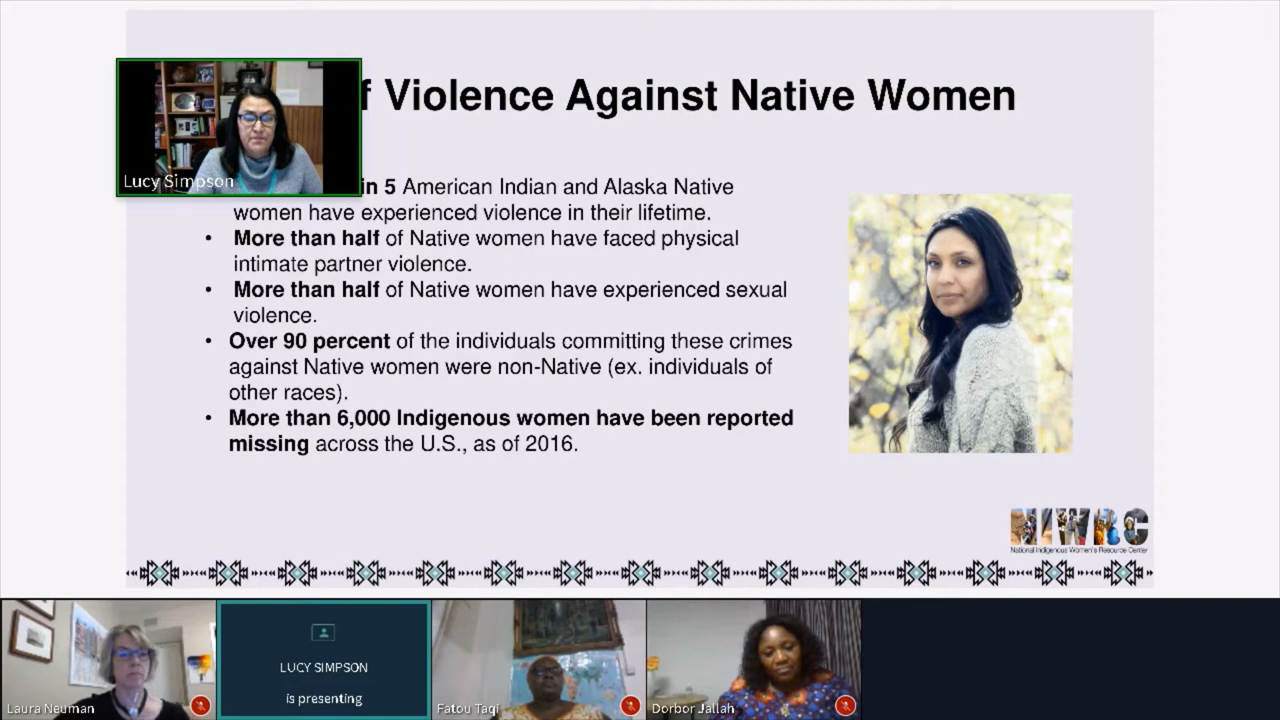 f Violence Against Native Women
Lucy Simpson
in 5 American Indian and Alaska Native
women have experienced violence in their lifetime.
• More than half of Native women have faced physical
intimate partner violence.
• More than half of Native women have experienced sexual
violence.
• Over 90 percent of the individuals committing these crimes
against Native women were non-Native (ex. individuals of
other races).
• More than 6,000 Indigenous women have been reported
missing across the U.S., as of 2016.
NIWRC
National Indigenous Women's Resource Center
LUCY SIMPSON
is presenting
Laura Neuman
Fatou Taqi
Dorbor Jallah